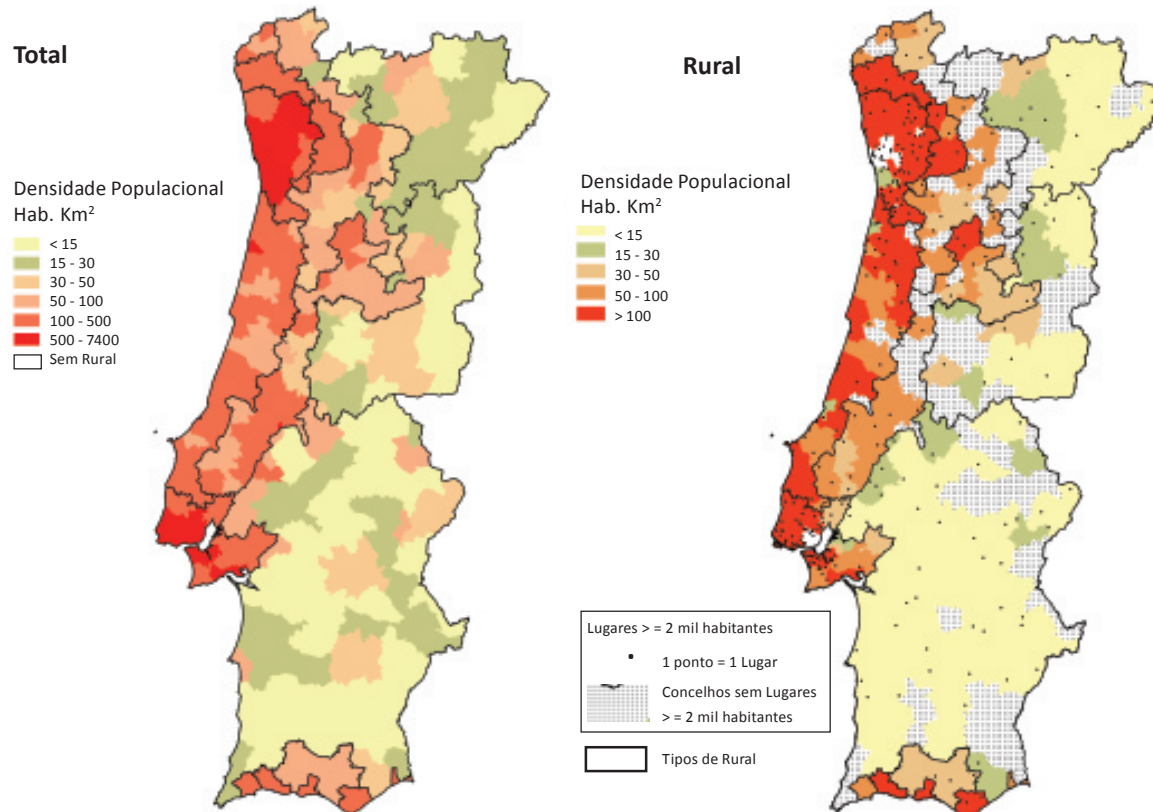 Total
Densidade Populacional
Hab. Km²
< 15
15 - 30
30 - 50
50 - 100
100 - 500
500 - 7400
Sem Rural
Rural
Densidade Populacional
Hab. Km²
< 15
15 - 30
30 - 50
50 - 100
> 100
Lugares > = 2 mil habitantes
1 ponto = 1 Lugar
Concelhos sem Lugares
> = 2 mil habitantes
Tipos de Rural